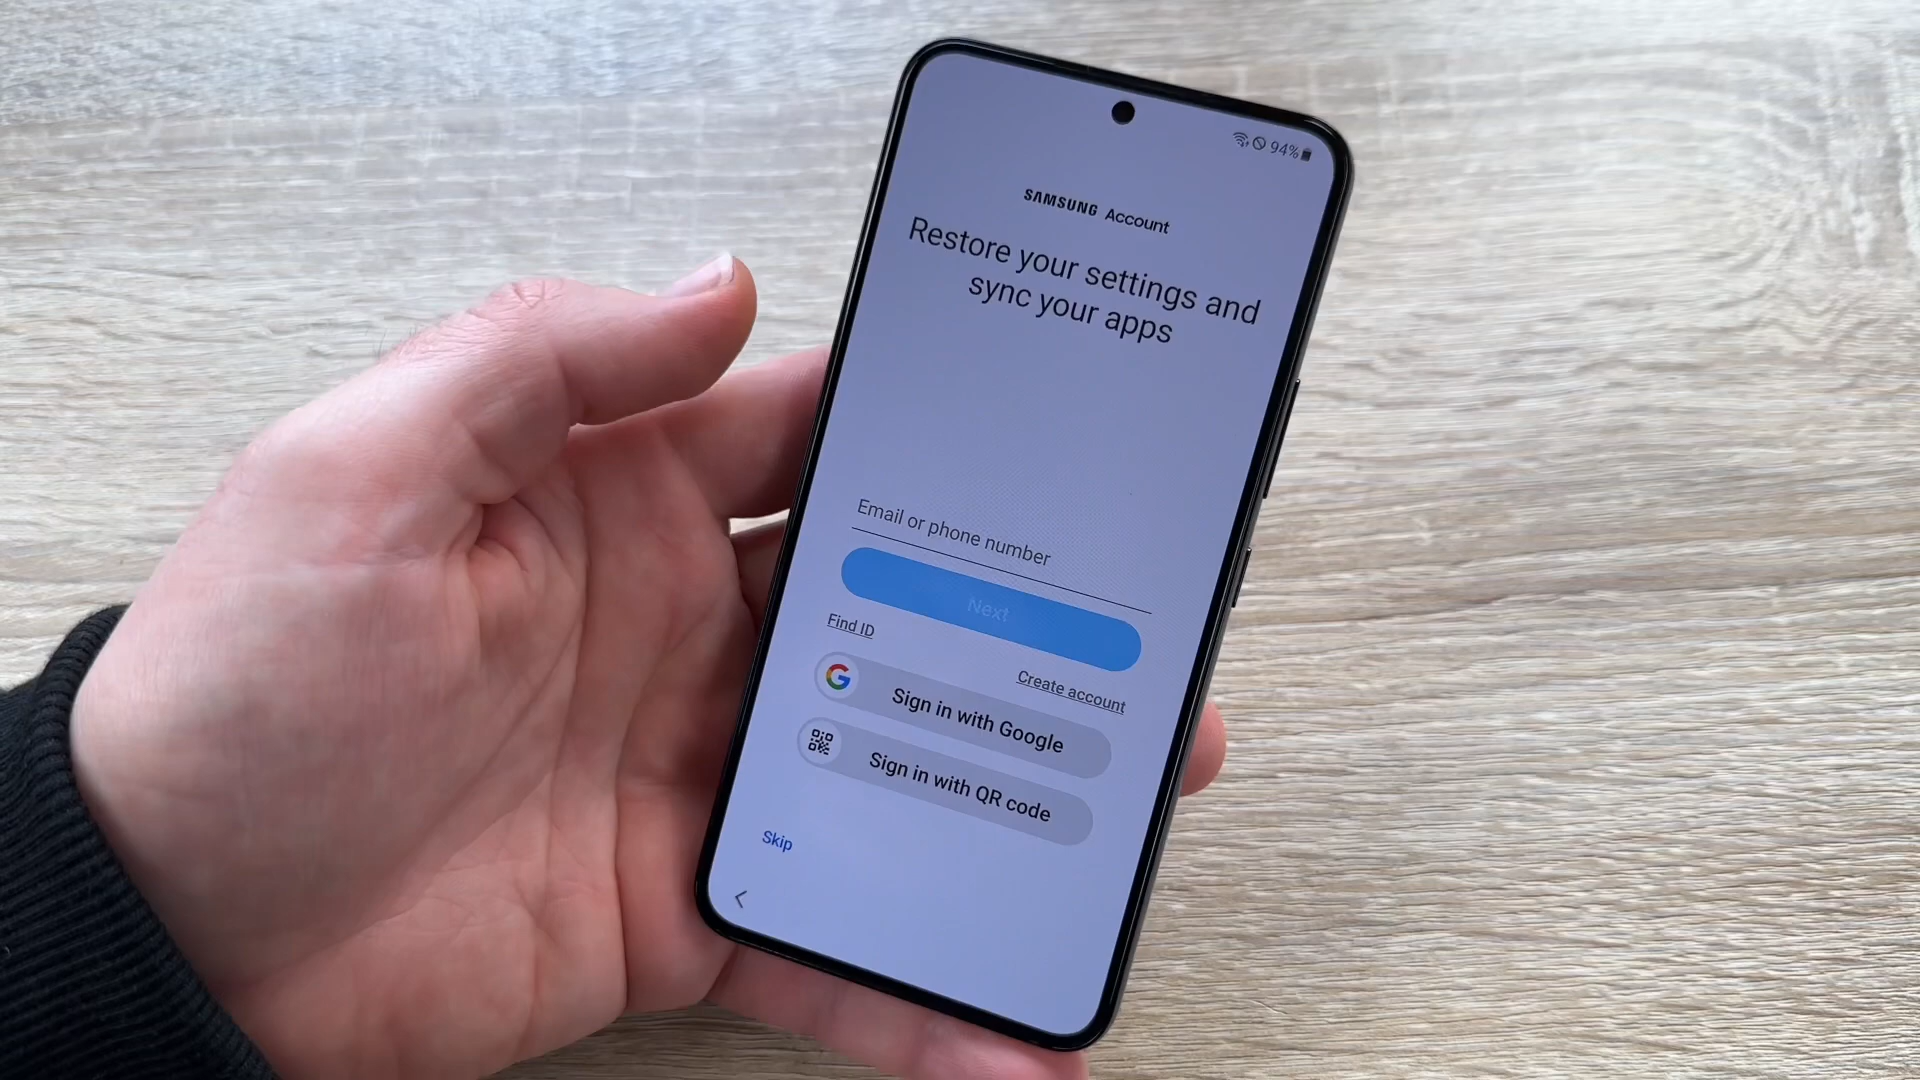 94%
SAMSUNG Account
Restore your settings and
sync your apps
Email or phone number
Next
Find ID
Create account
Sign in with Google
Sign in with QR code
Skip